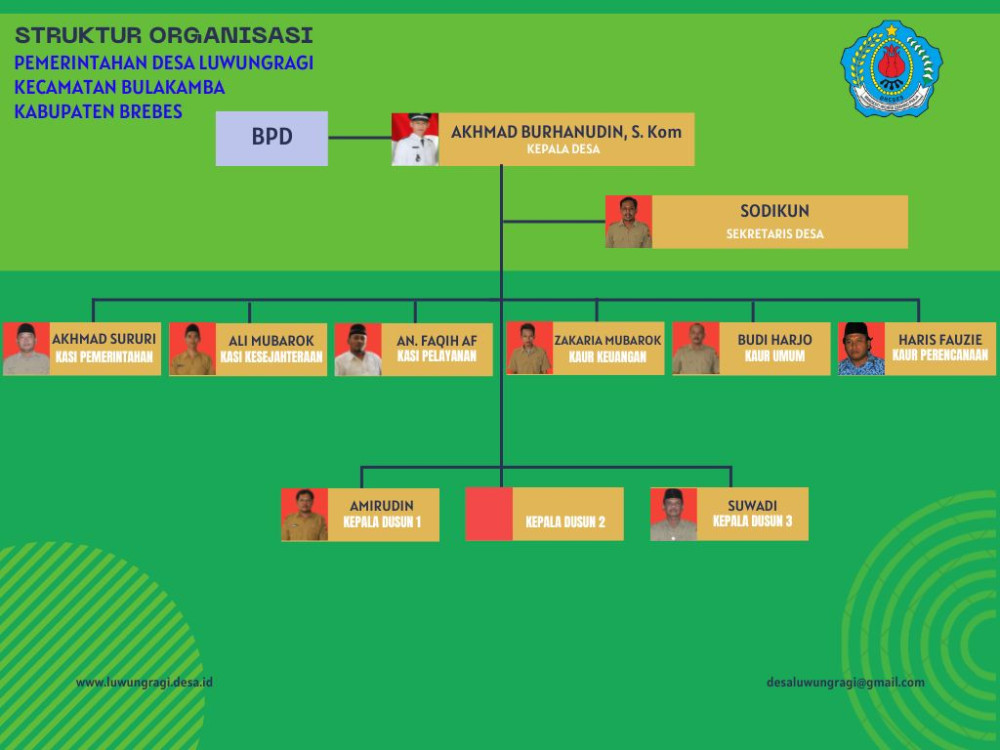 STRUKTUR ORGANISASI
PEMERINTAHAN DESA LUWUNGRAGI
KECAMATAN BULAKAMBA
KABUPATEN BREBES
BREBES
BPD
AKHMAD BURHANUDIN, S. Kom
KEPALA DESA
SODIKUN
SEKRETARIS DESA
AKHMAD SURURI
KASI PEMERINTAHAN
ALI MUBAROK
KASI KESEJAHTERAAN
AN. FAQIH AF
KASI PELAYANAN
ZAKARIA MUBAROK
KAUR KEUANGAN
BUDI HARJO
KAUR UMUM
HARIS FAUZIE
KAUR PERENCANAAN
AMIRUDIN
KEPALA DUSUN 1
KEPALA DUSUN 2
SUWADI
KEPALA DUSUN 3
www.luwungragi.desa.id
desaluwungragi@gmail.com